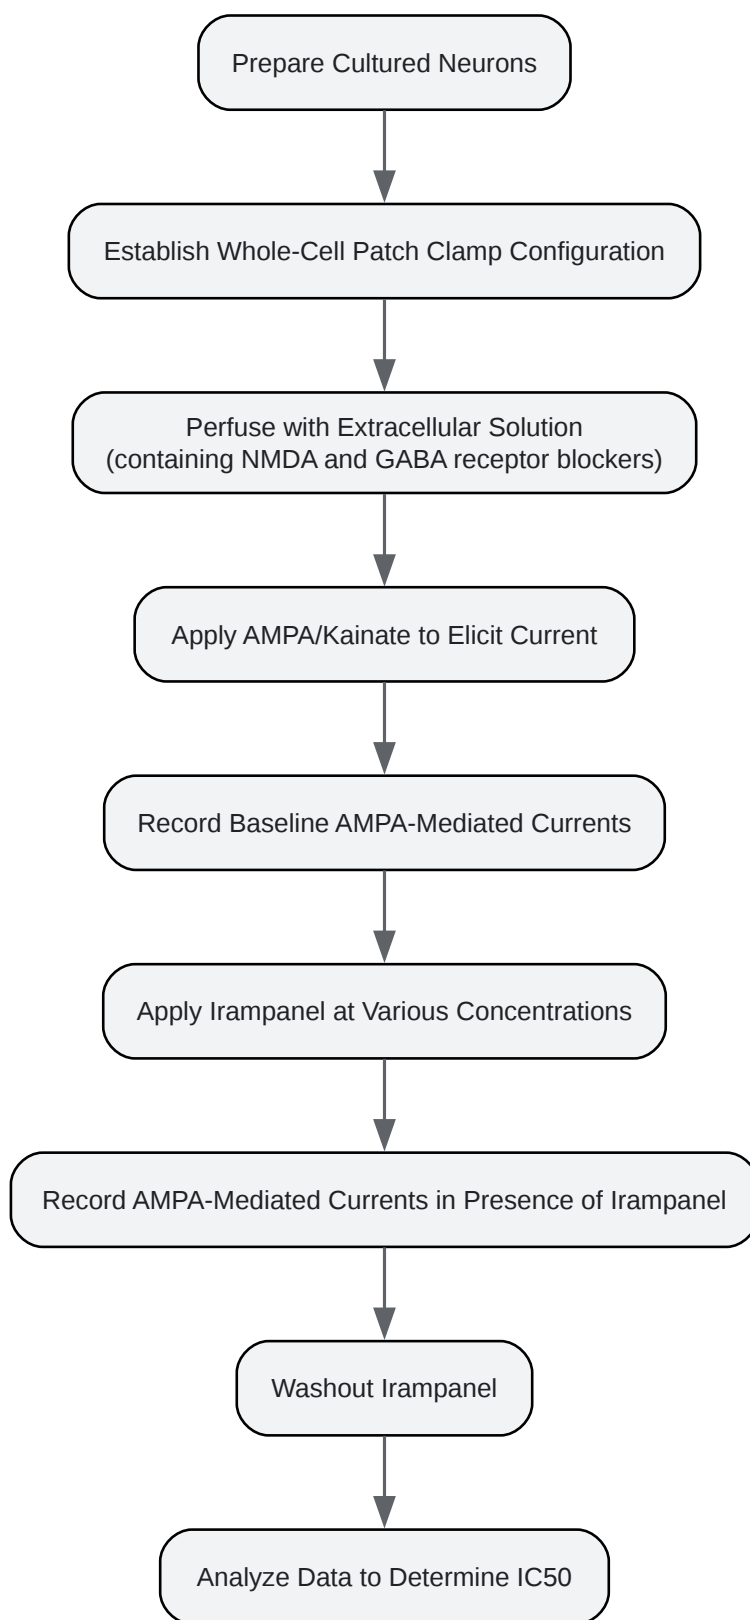 Prepare Cultured Neurons
Establish Whole-Cell Patch Clamp Configuration
Perfuse with Extracellular Solution
(containing NMDA and GABA receptor blockers)
Apply AMPA/Kainate to Elicit Current
Record Baseline AMPA-Mediated Currents
Apply Irampanel at Various Concentrations
Record AMPA-Mediated Currents in Presence of Irampanel
Washout Irampanel
Analyze Data to Determine IC50